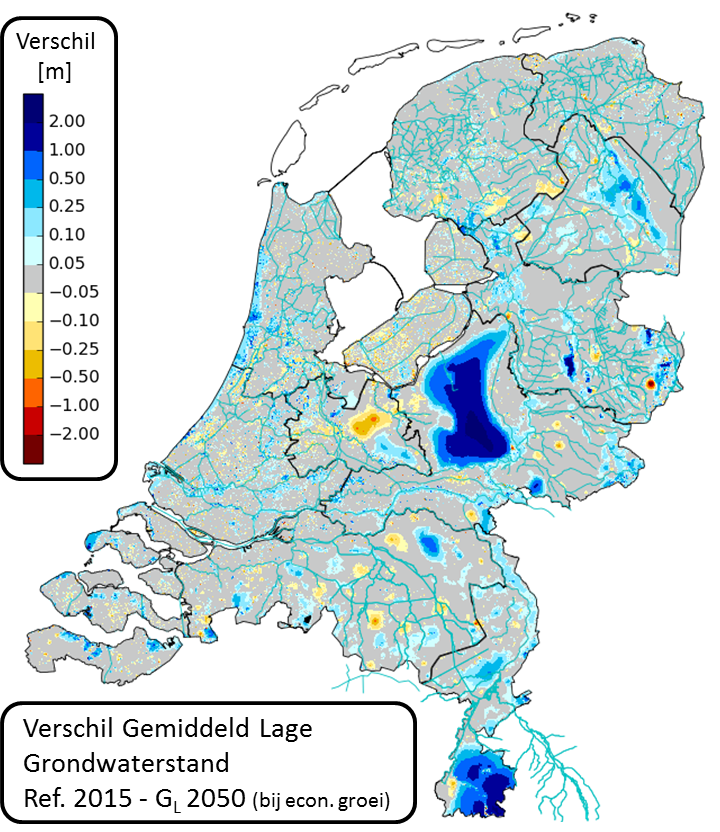 Verschil
[m]
2.00
1.00
0.50
0.25
0.10
0.05
−0.05
−0.10
−0.25
−0.50
−1.00
−2.00
Verschil Gemiddeld Lage
Grondwaterstand
Ref. 2015 - GL 2050 (bij econ. groei)